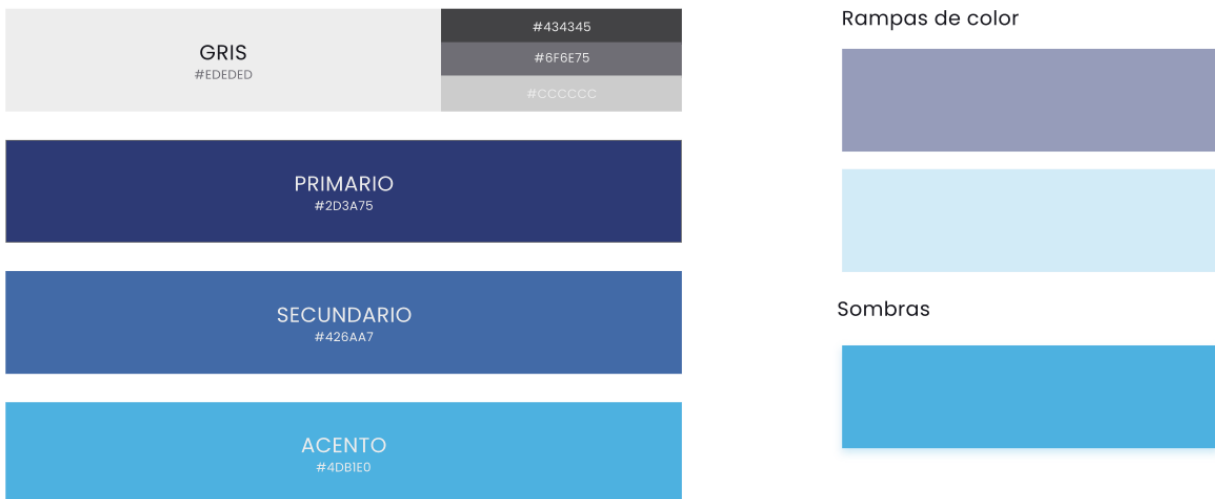 GRIS
#EDEDED
#434345
#6F6E75
#CCCCCC
PRIMARIO
#2D3A75
SECUNDARIO
#426AA7
ACENTO
#4DB1E0
Rampas de color
Sombras